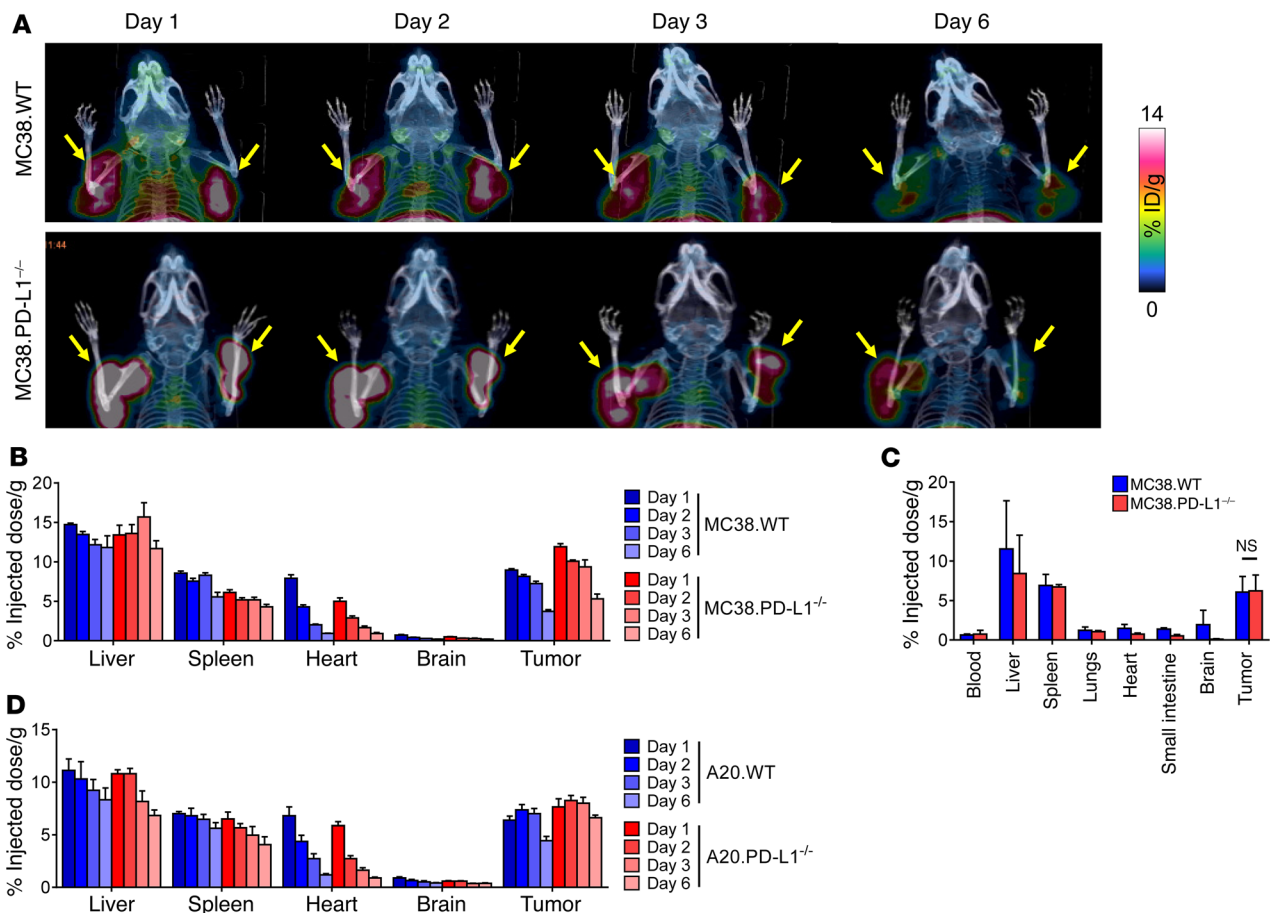 A
Day 1
Day 2
Day 3
Day 6
MC38.WT
MC38.PD-L1–/–
1:44
14
% ID/g
0
B
% Injected dose/g
20
15
10
5
0
Liver
Spleen
Heart
Brain
Tumor
Day 1
Day 2
Day 3
Day 6
MC38.WT
Day 1
Day 2
Day 3
Day 6
MC38.PD-L1-/-
C
% Injected dose/g
20
15
10
5
0
MC38.WT
MC38.PD-L1–/–
NS
Blood
Liver
Spleen
Lungs
Heart
Small intestine
Brain
Tumor
D
% Injected dose/g
15
10
5
0
Liver
Spleen
Heart
Brain
Tumor
Day 1
Day 2
Day 3
Day 6
A20.WT
Day 1
Day 2
Day 3
Day 6
A20.PD-L1-/-